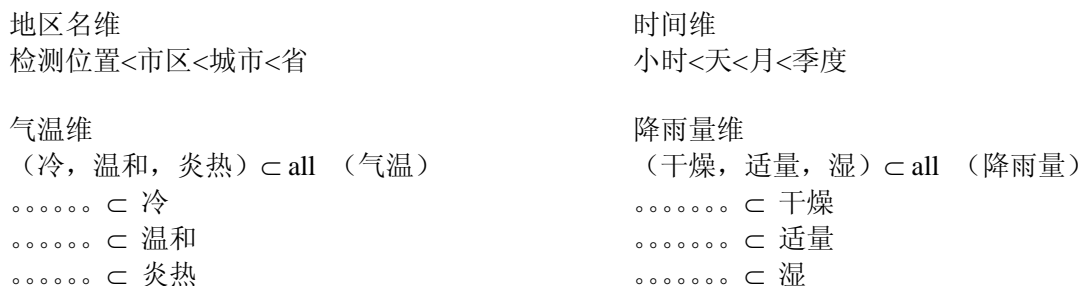 地区名维
检测位置<市区<城市<省
时间维
小时<天<月<季度
气温维
（冷，温和，炎热）⊂ all （气温）
。。。。。。 ⊂ 冷
。。。。。。 ⊂ 温和
。。。。。。 ⊂ 炎热
降雨量维
（干燥，适量，湿）⊂ all （降雨量）
。。。。。。。 ⊂ 干燥
。。。。。。。 ⊂ 适量
。。。。。。。 ⊂ 湿